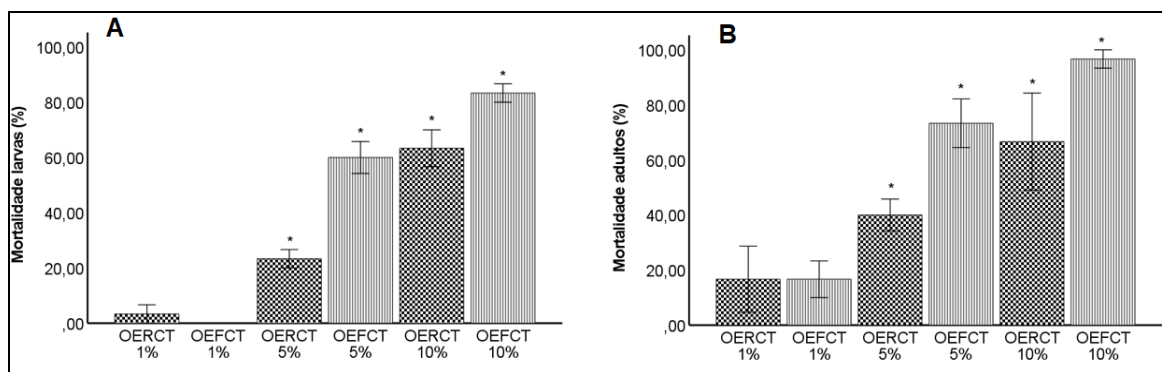 A
Mortalidade larvas (%)
100,00
80,00
60,00
40,00
20,00
,00
*
*
*
*
OERCT OEFCT OERCT OEFCT OERCT OEFCT
1% 1% 5% 5% 10% 10%
B
Mortalidade adultos (%)
100,00
80,00
60,00
40,00
20,00
,00
*
*
*
*
OERCT OEFCT OERCT OEFCT OERCT OEFCT
1% 1% 5% 5% 10% 10%